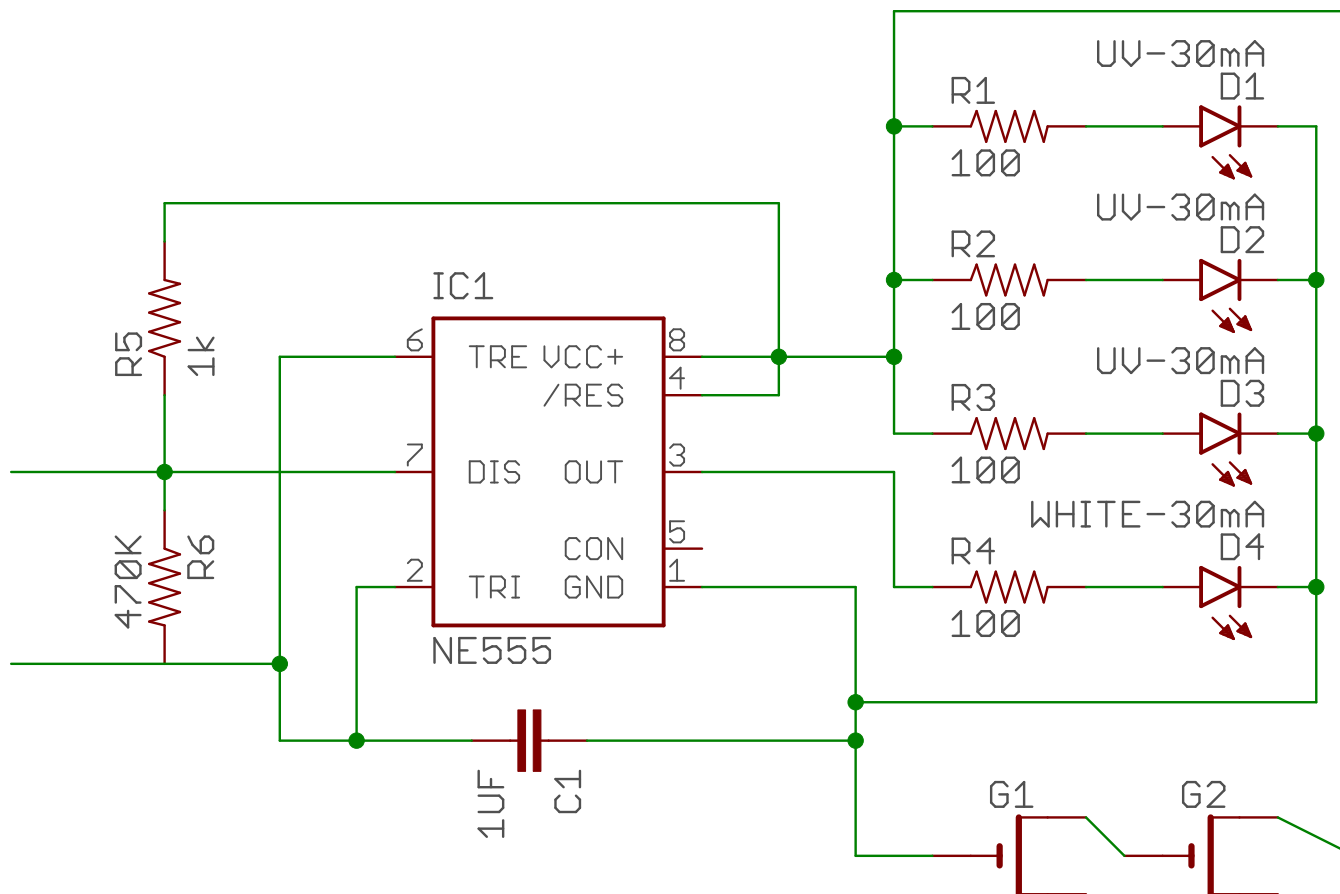 UV-30mA
D1
R1
100
UV-30mA
D2
R2
100
UV-30mA
D3
R3
100
WHITE-30mA
D4
R4
100
IC1
6
TRE
VCC+
8
/RES
4
7
DIS
OUT
3
CON
5
2
TRI
GND
1
NE555
R5
1k
470K
R6
1UF
C1
G1
G2